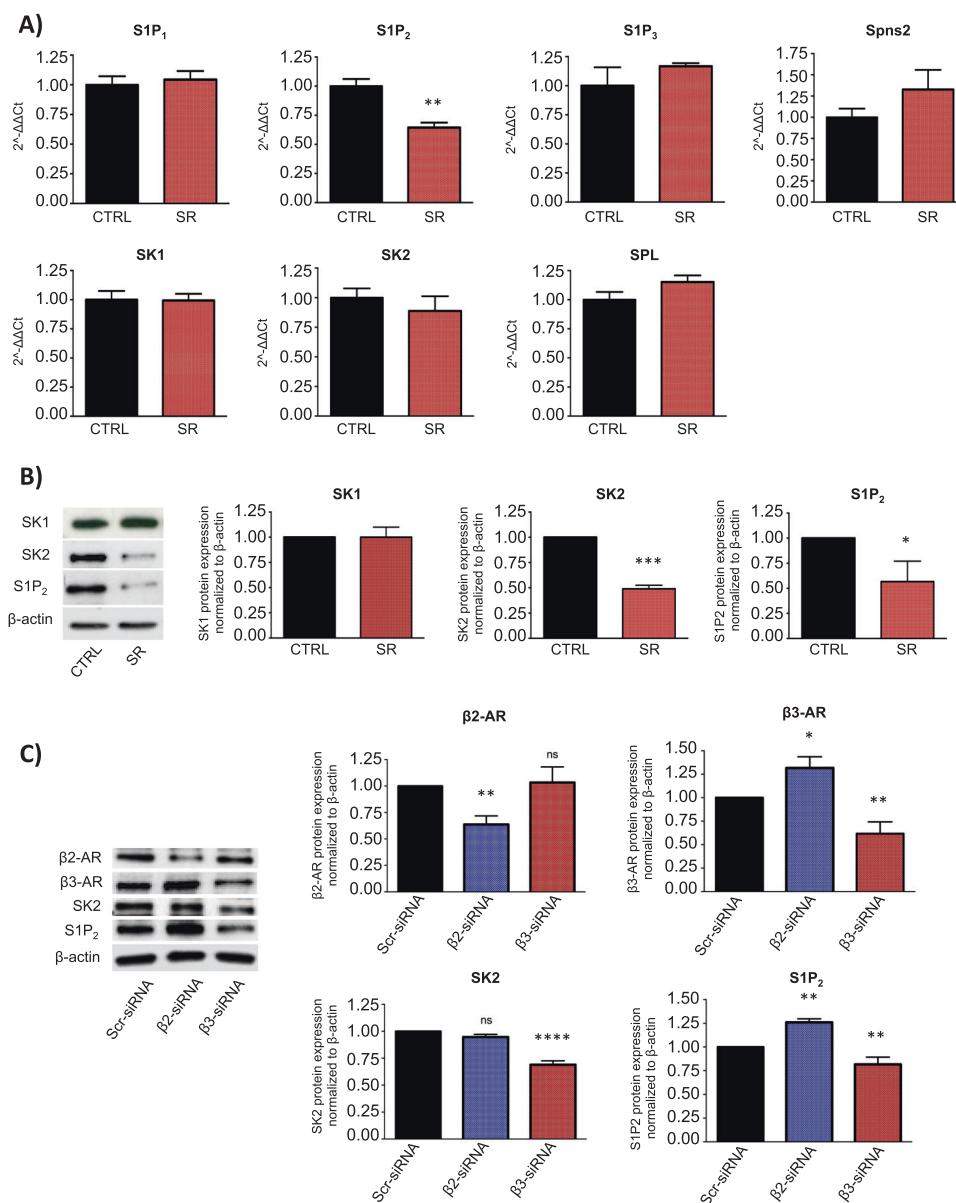 A)
S1P1
2^-ΔΔCt
1.25
1.00
0.75
0.50
0.25
0.00
CTRL SR
S1P2
2^-ΔΔCt
1.25
1.00
0.75
0.50
0.25
0.00
**
CTRL SR
S1P3
2^-ΔΔCt
1.25
1.00
0.75
0.50
0.25
0.00
CTRL SR
Spns2
2^-ΔΔCt
1.75
1.50
1.25
1.00
0.75
0.50
0.25
0.00
CTRL SR
SK1
2^-ΔΔCt
1.25
1.00
0.75
0.50
0.25
0.00
CTRL SR
SK2
2^-ΔΔCt
1.25
1.00
0.75
0.50
0.25
0.00
CTRL SR
SPL
2^-ΔΔCt
1.25
1.00
0.75
0.50
0.25
0.00
CTRL SR
B)
SK1
SK2
S1P2
β-actin
CTRL SR
SK1
SK1 protein expression
normalized to β-actin
1.25
1.00
0.75
0.50
0.25
0.00
CTRL SR
SK2
SK2 protein expression
normalized to β-actin
1.25
1.00
0.75
0.50
0.25
0.00
***
CTRL SR
S1P2
S1P2 protein expression
normalized to β-actin
1.25
1.00
0.75
0.50
0.25
0.00
*
CTRL SR
C)
β2-AR
β3-AR
SK2
S1P2
β-actin
Scr-siRNA β2-siRNA β3-siRNA
β2-AR
β2-AR protein expression
normalized to β-actin
1.25
1.00
0.75
0.50
0.25
0.00
**
ns
Scr-siRNA β2-siRNA β3-siRNA
β3-AR
β3-AR protein expression
normalized to β-actin
1.50
1.25
1.00
0.75
0.50
0.25
0.00
*
**
Scr-siRNA β2-siRNA β3-siRNA
SK2
SK2 protein expression
normalized to β-actin
1.25
1.00
0.75
0.50
0.25
0.00
ns
****
Scr-siRNA β2-siRNA β3-siRNA
S1P2
S1P2 protein expression
normalized to β-actin
1.50
1.25
1.00
0.75
0.50
0.25
0.00
**
**
Scr-siRNA β2-siRNA β3-siRNA